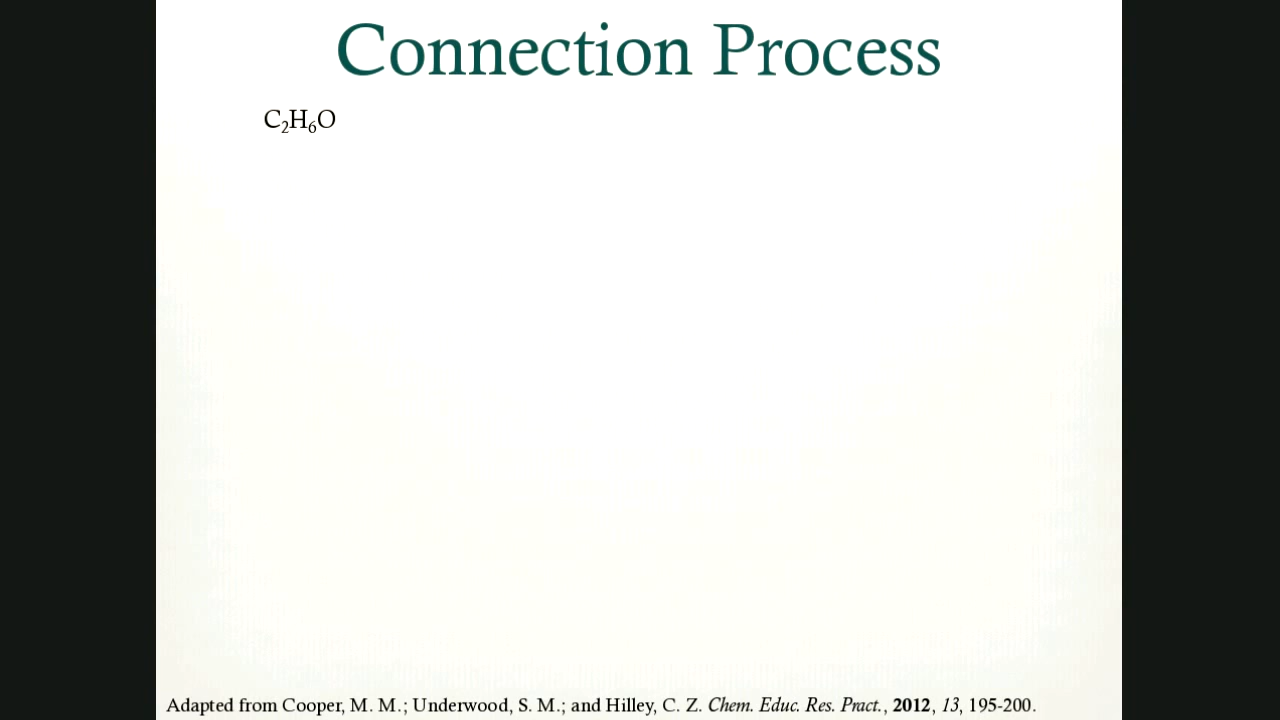 Connection Process
C₂H₆O
Adapted from Cooper, M. M.; Underwood, S. M.; and Hilley, C. Z. Chem. Educ. Res. Pract., 2012, 13, 195-200.